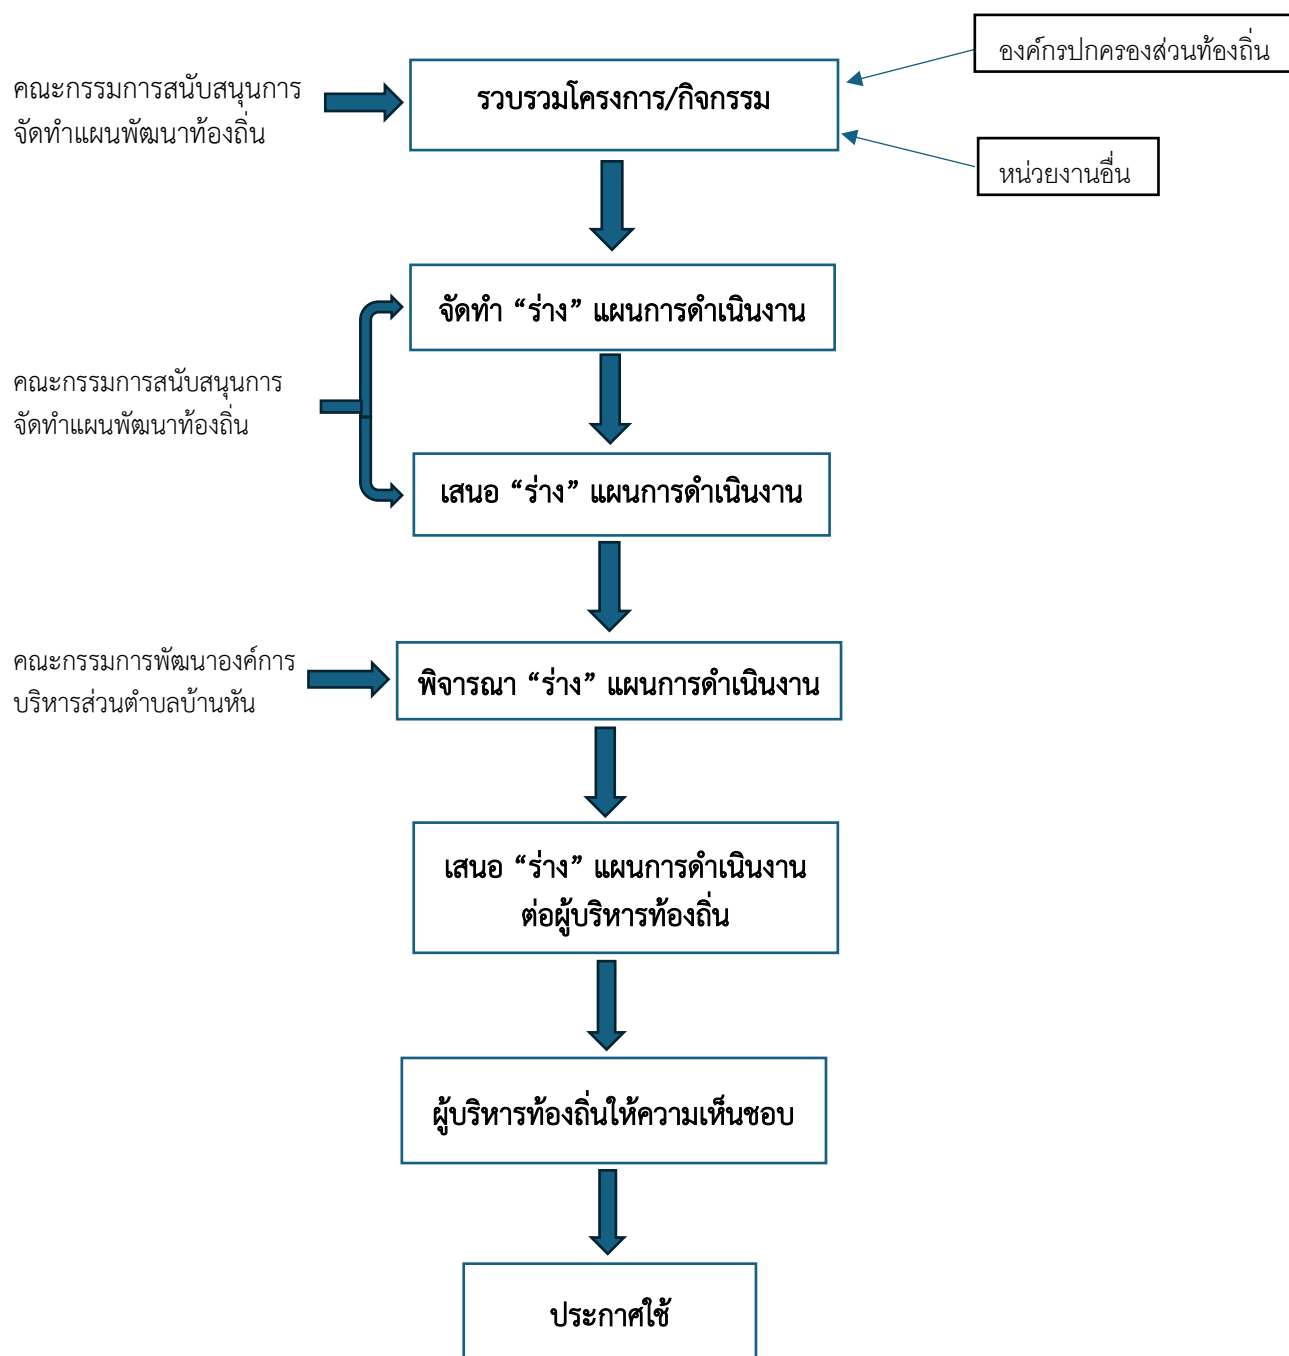 องค์กรปกครองส่วนท้องถิ่น
คณะกรรมการสนับสนุนการ
จัดทำแผนพัฒนาท้องถิ่น
รวบรวมโครงการ/กิจกรรม
หน่วยงานอื่น
จัดทำ “ร่าง” แผนการดำเนินงาน
คณะกรรมการสนับสนุนการ
จัดทำแผนพัฒนาท้องถิ่น
เสนอ “ร่าง” แผนการดำเนินงาน
คณะกรรมการพัฒนาองค์การ
บริหารส่วนตำบลบ้านหัน
พิจารณา “ร่าง” แผนการดำเนินงาน
เสนอ “ร่าง” แผนการดำเนินงาน
ต่อผู้บริหารท้องถิ่น
ผู้บริหารท้องถิ่นให้ความเห็นชอบ
ประกาศใช้